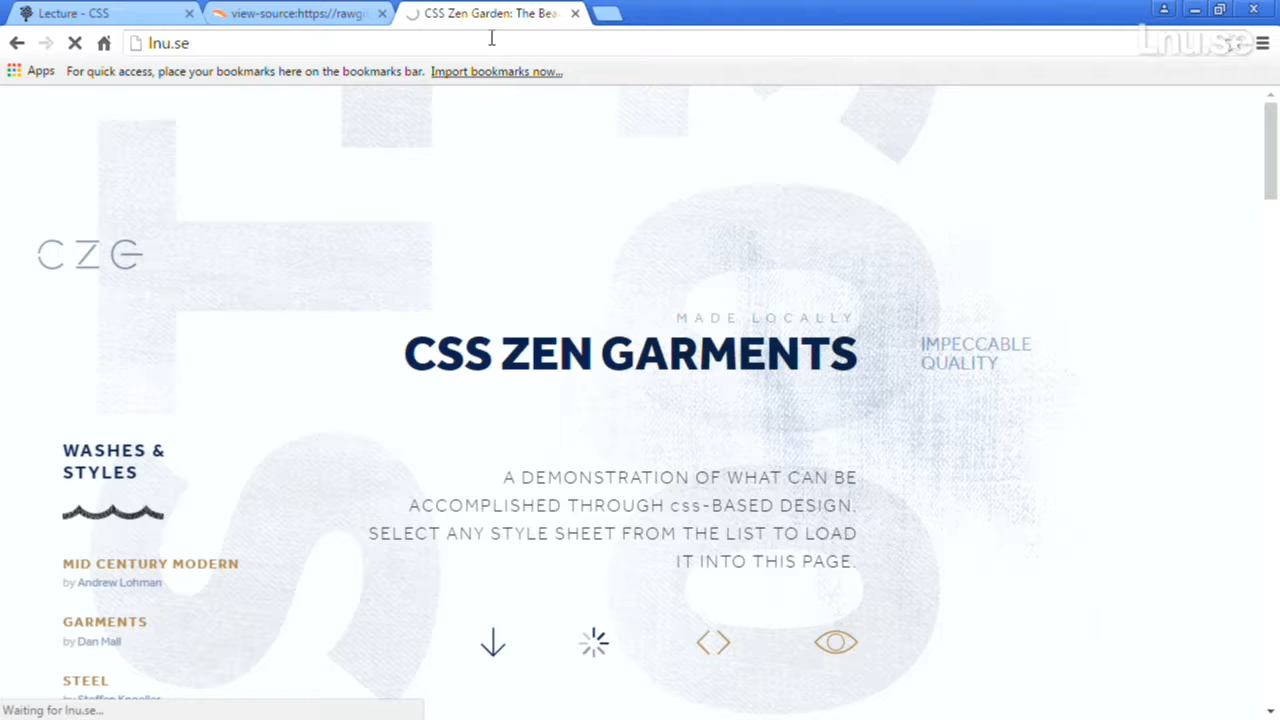 Lecture - CSS
view-source:https://rawgi
CSS Zen Garden: The Bea
lnu.se
Lnu.se
Apps
For quick access, place your bookmarks here on the bookmarks bar. Import bookmarks now...
CZG
MADE LOCALLY
CSS ZEN GARMENTS
IMPECCABLE
QUALITY
WASHES &
STYLES
A DEMONSTRATION OF WHAT CAN BE
ACCOMPLISHED THROUGH css-BASED DESIGN.
SELECT ANY STYLE SHEET FROM THE LIST TO LOAD
IT INTO THIS PAGE.
MID CENTURY MODERN
by Andrew Lohman
GARMENTS
by Dan Mall
STEEL
Waiting for lnu.se...